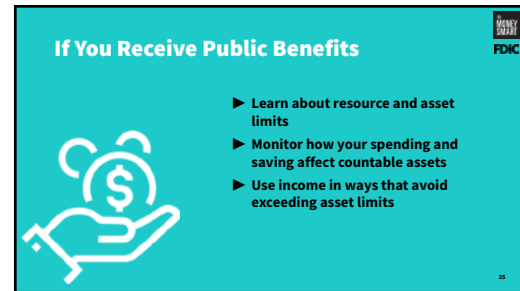 MONEY
SMART
FDIC
If You Receive Public Benefits
▶ Learn about resource and asset
limits
▶ Monitor how your spending and
saving affect countable assets
▶ Use income in ways that avoid
exceeding asset limits
$
25